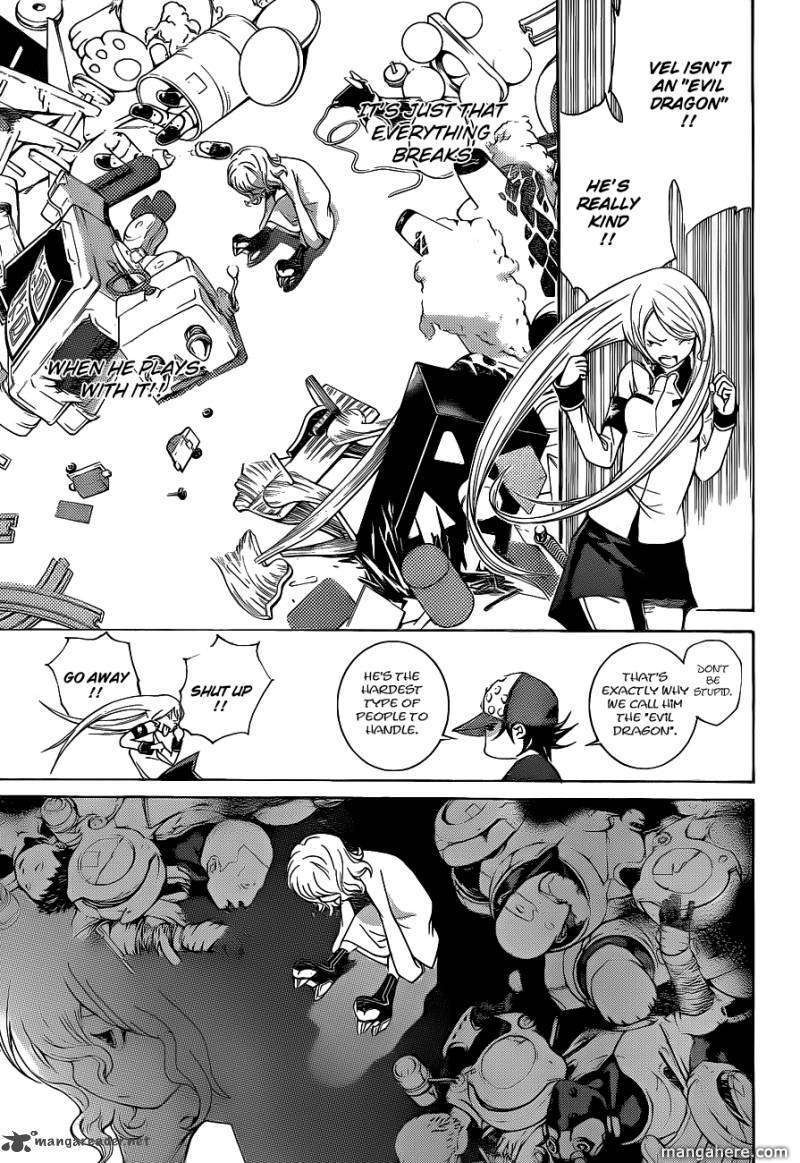 VEL ISN'T
AN "EVIL
DRAGON"
!!
HE'S
REALLY
KIND
!!
IT'S JUST THAT
EVERYTHING
BREAKS
WHEN HE PLAYS
WITH IT!!
DON'T
BE
STUPID.
THAT'S
EXACTLY WHY
WE CALL HIM
THE "EVIL
DRAGON".
HE'S THE
HARDEST
TYPE OF
PEOPLE TO
HANDLE.
SHUT UP
!!
GO AWAY
!!
mangareader.net
mangahere.com